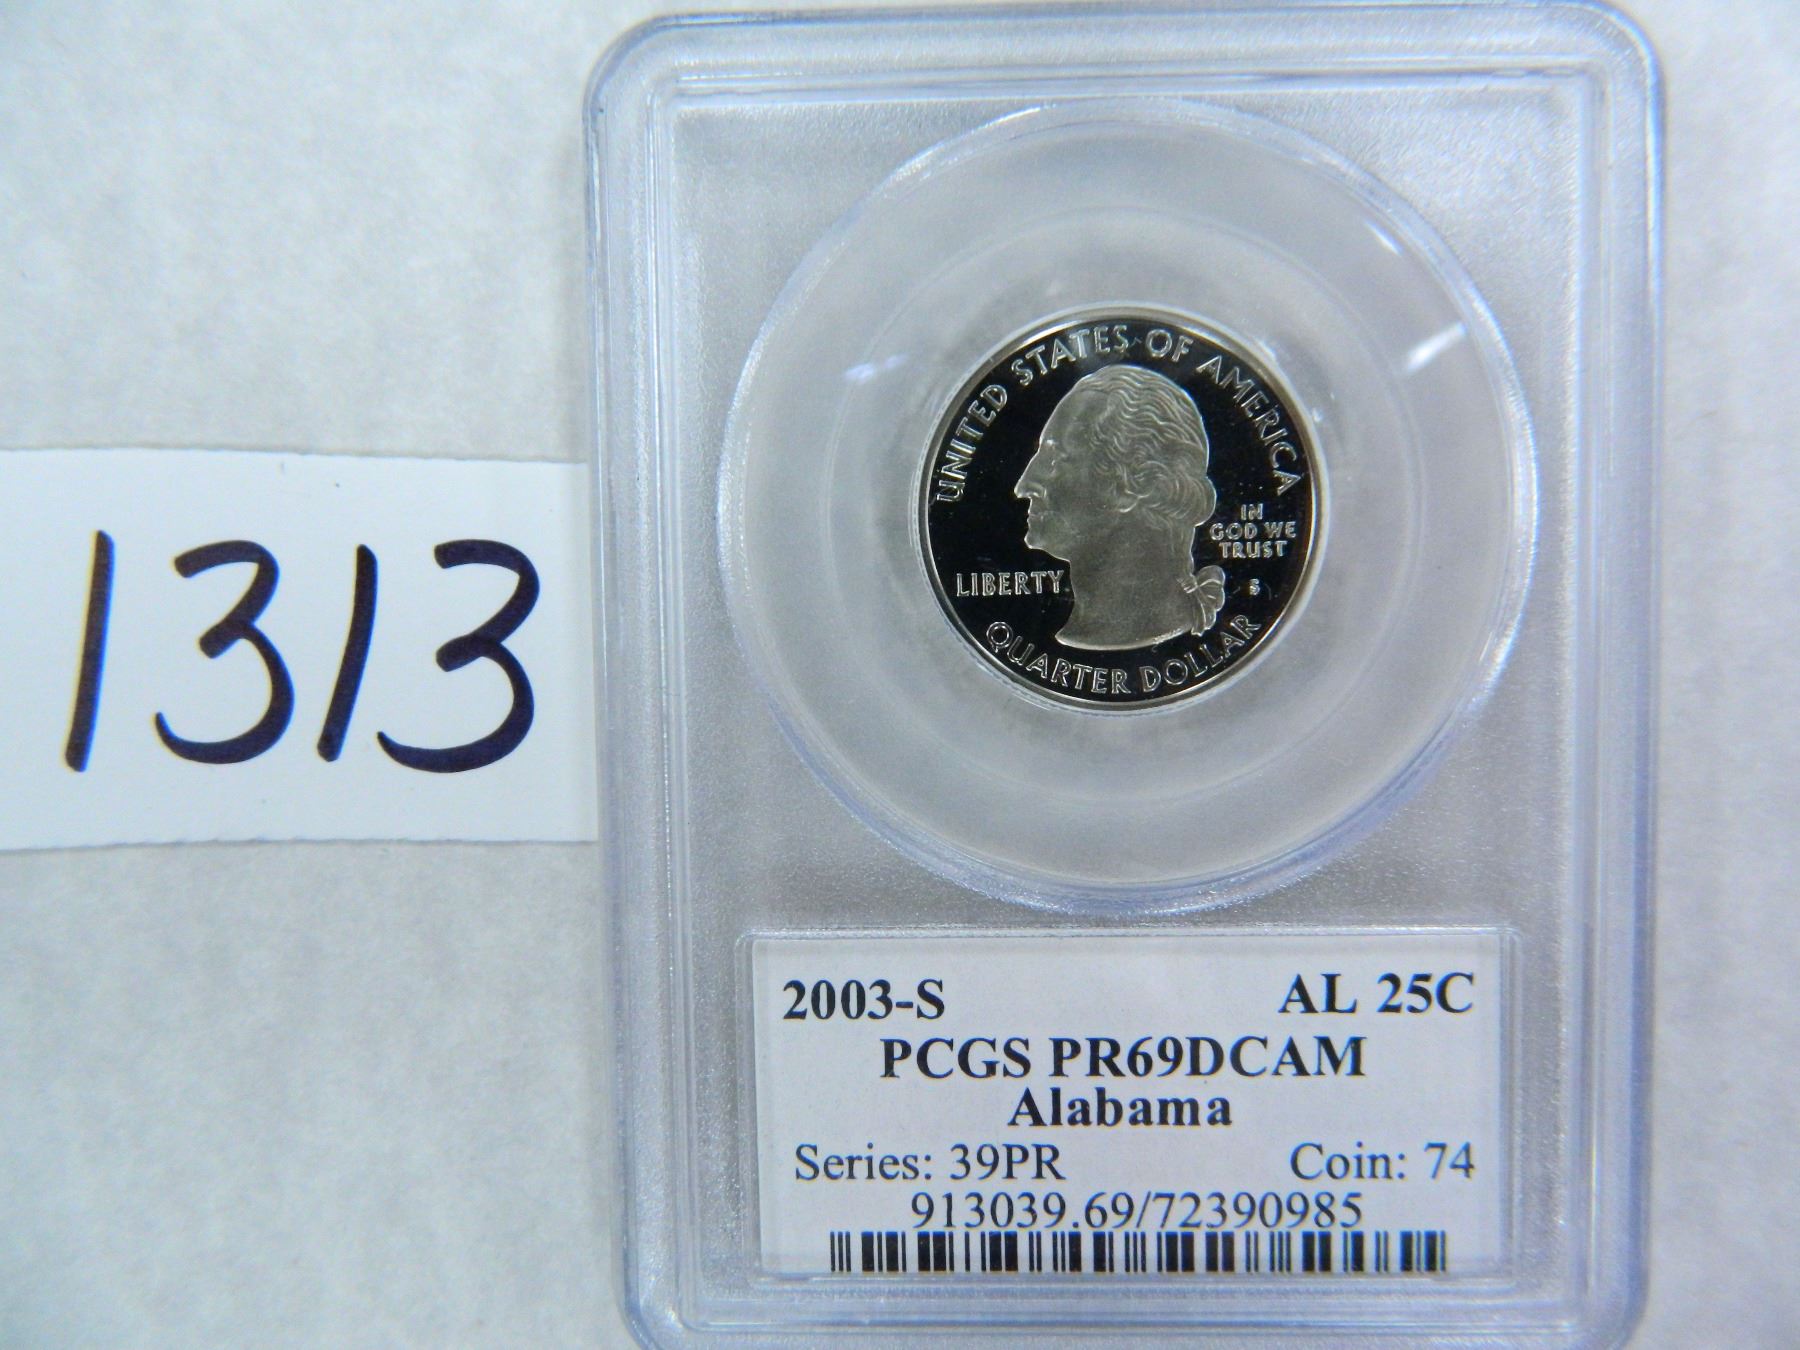 1313
UNITED STATES OF AMERICA
IN
GOD WE
TRUST
LIBERTY
S
QUARTER DOLLAR
2003-S AL 25C
PCGS PR69DCAM
Alabama
Series: 39PR Coin: 74
913039.69/72390985